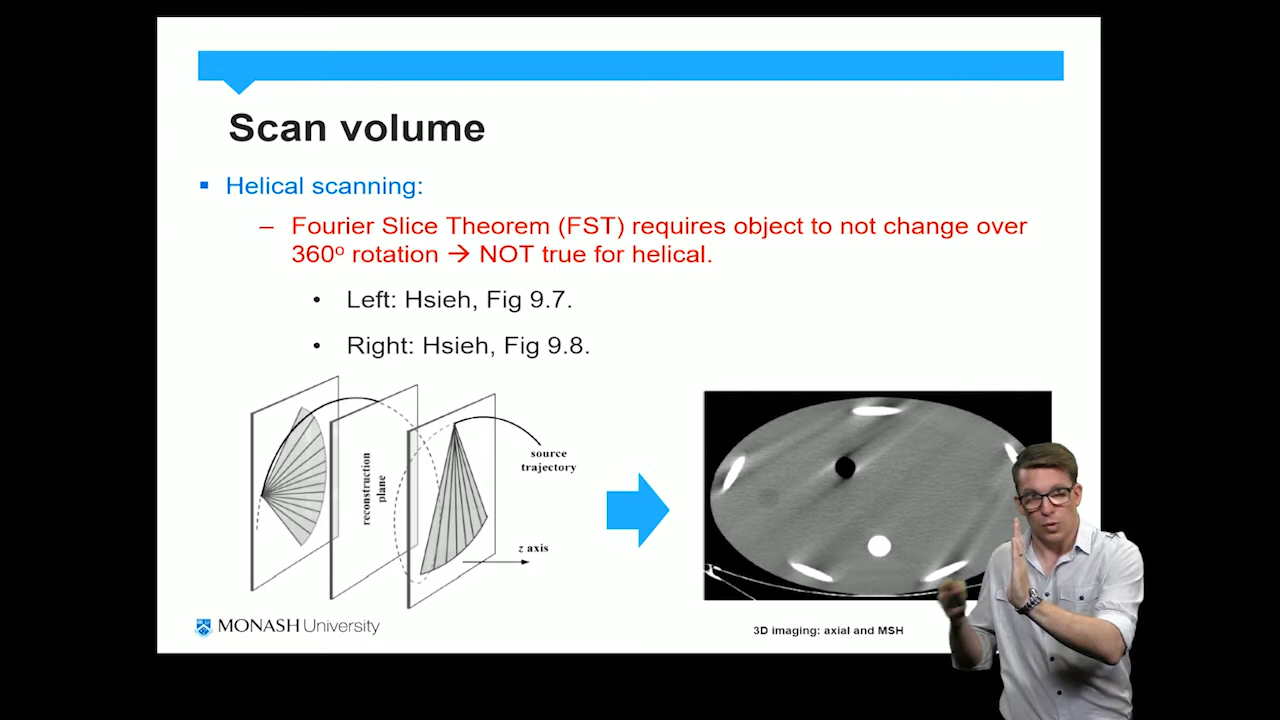 Scan volume
▪ Helical scanning:
– Fourier Slice Theorem (FST) requires object to not change over
360º rotation → NOT true for helical.
• Left: Hsieh, Fig 9.7.
• Right: Hsieh, Fig 9.8.
reconstruction
plane
source
trajectory
z axis
MONASH University
3D imaging: axial and MSH